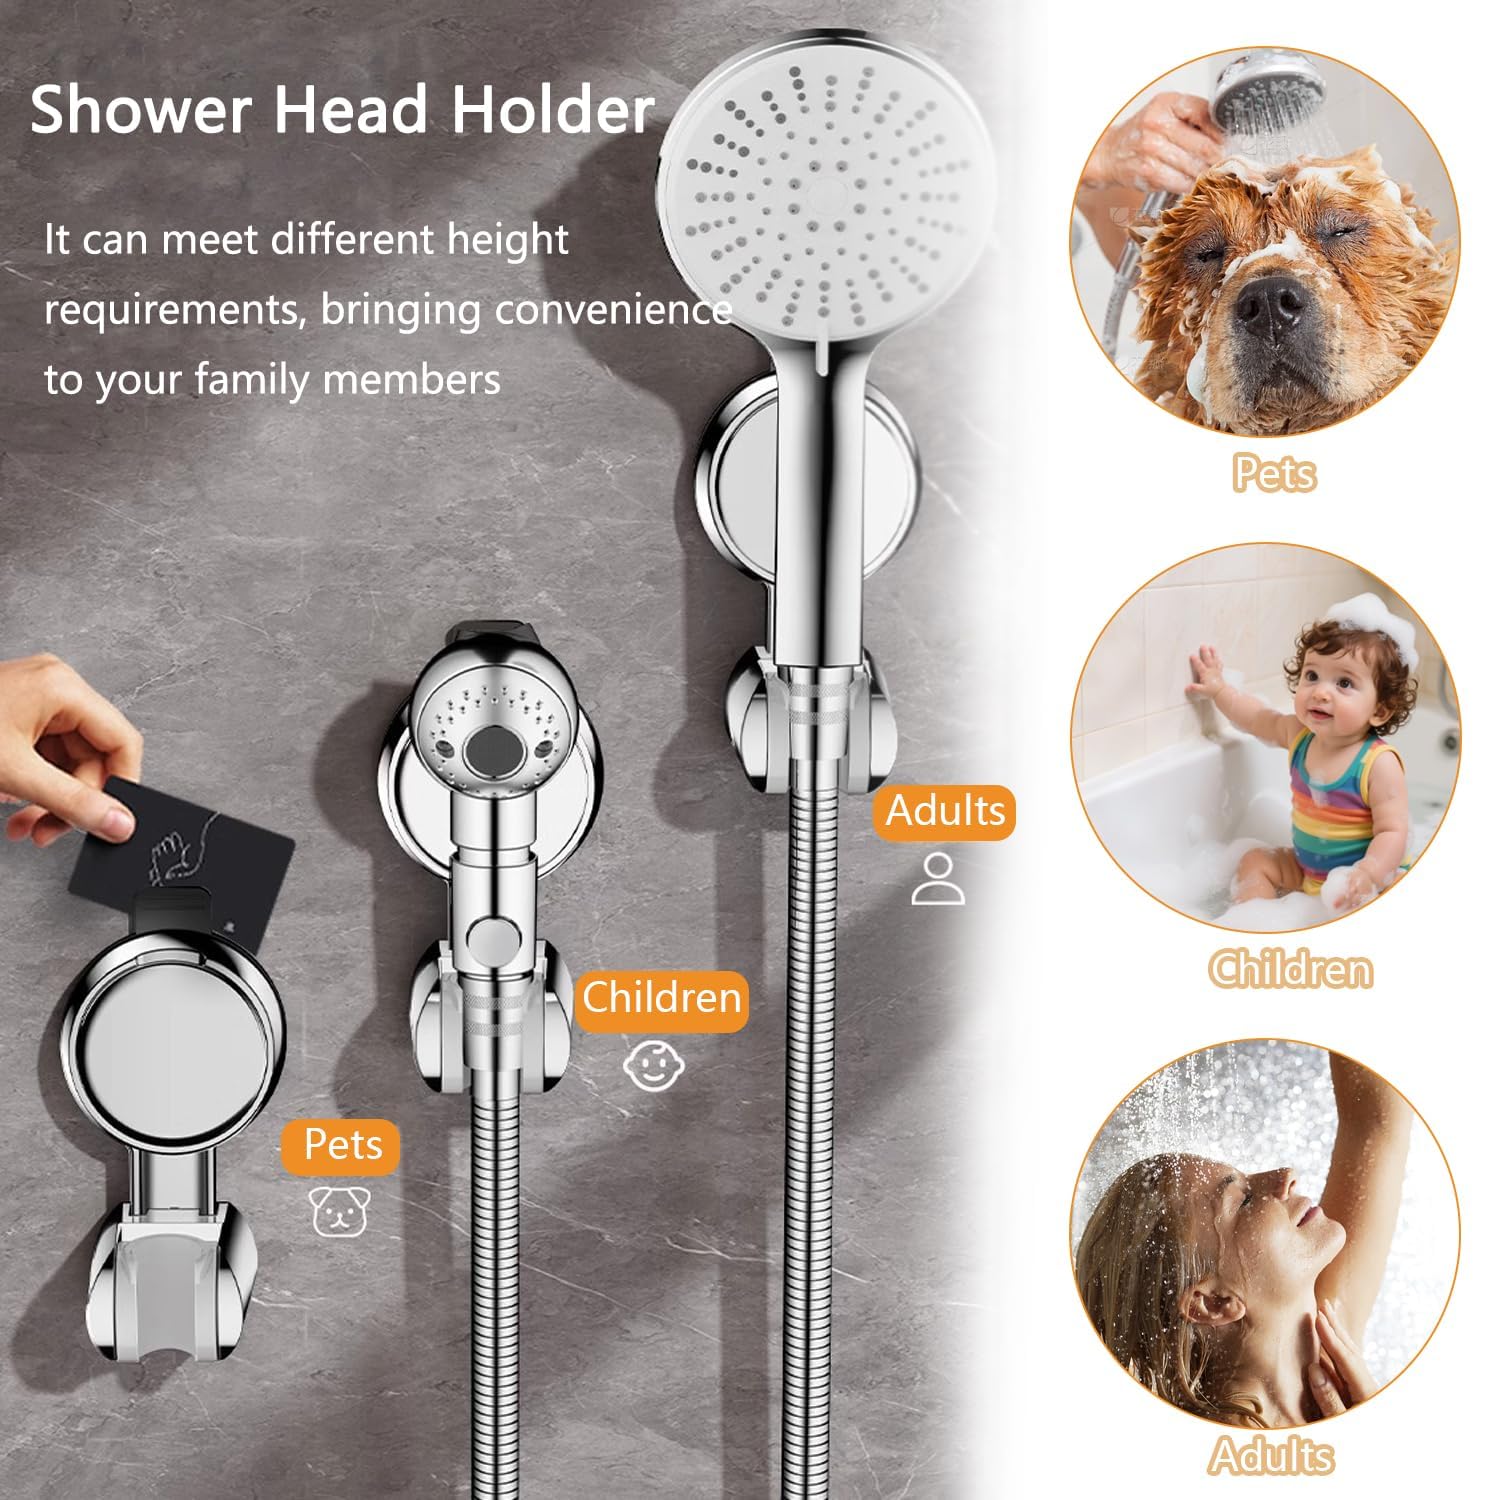 Shower Head Holder
It can meet different height
requirements, bringing convenience
to your family members
Adults
Children
Pets
Pets
Children
Adults